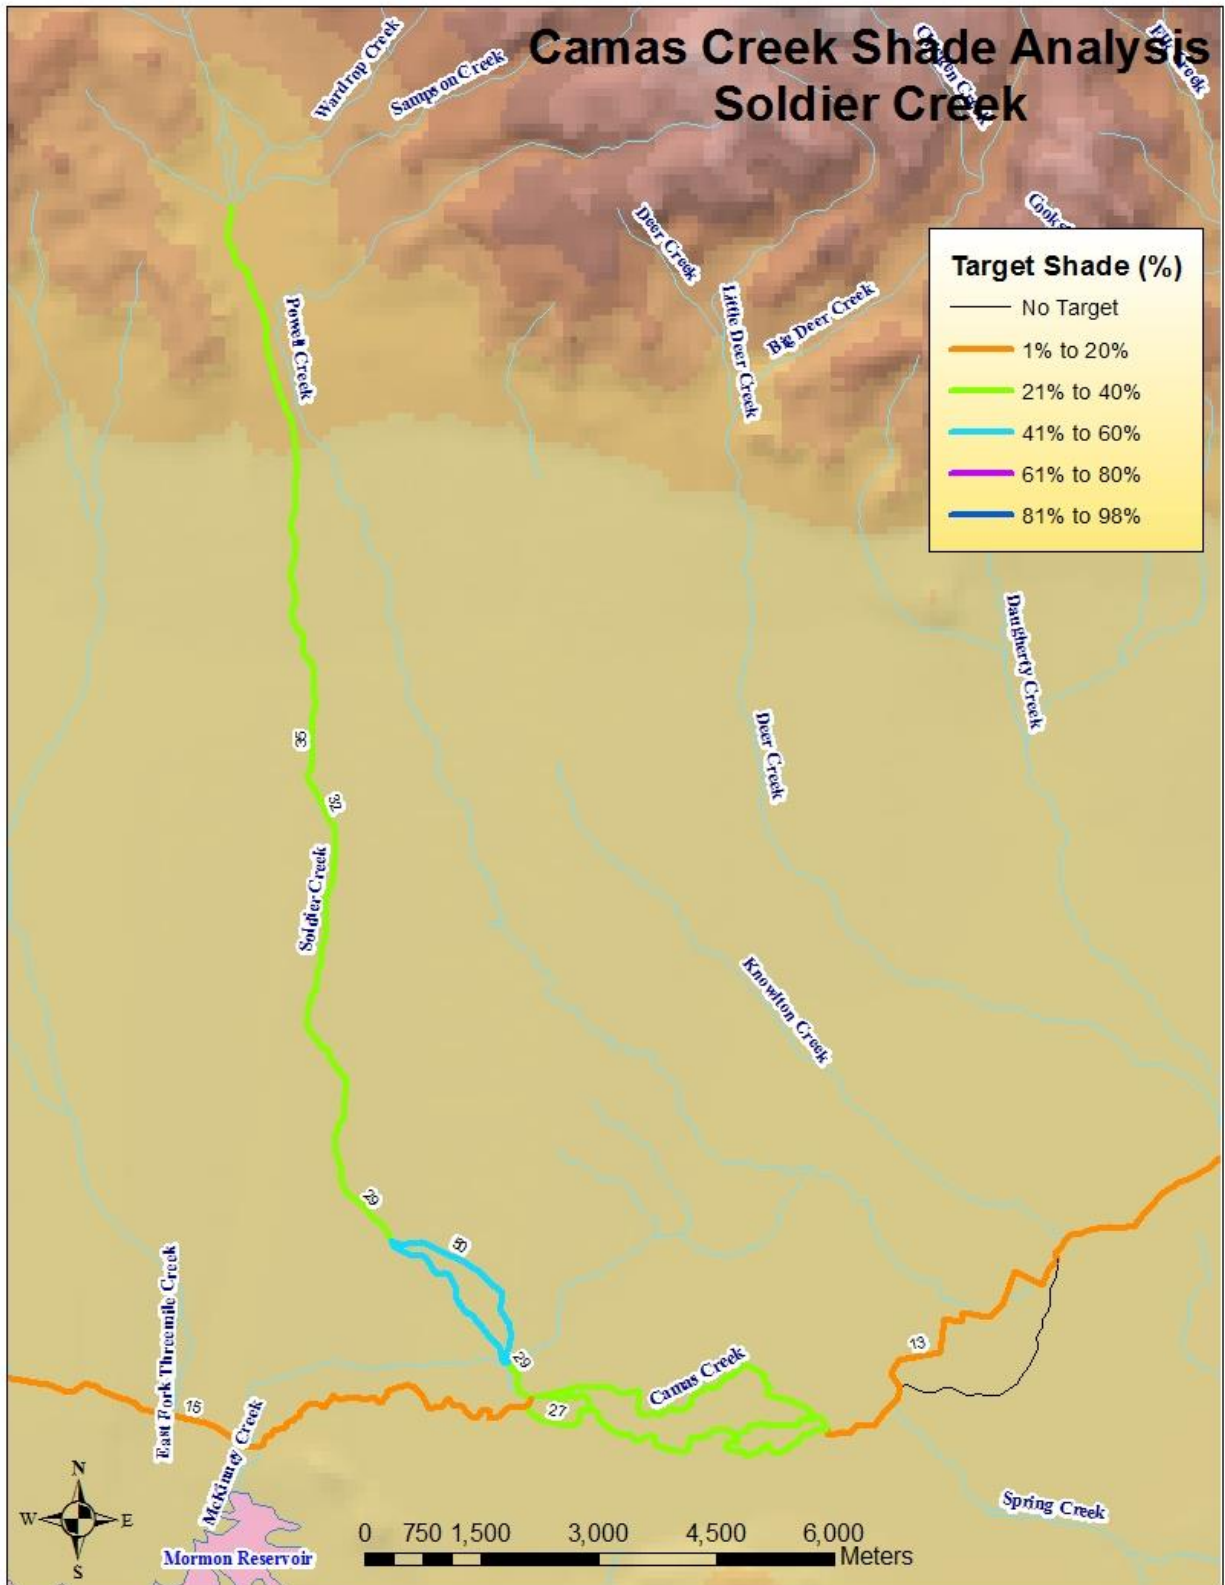 Camas Creek Shade Analysis
Soldier Creek
Wardrop Creek
Sampson Creek
Creek
Creek
Deer Creek
Little Deer Creek
Big Deer Creek
Powell Creek
Target Shade (%)
No Target
1% to 20%
21% to 40%
41% to 60%
61% to 80%
81% to 98%
Daugherty Creek
Deer Creek
35
32
Soldier Creek
Knowlton Creek
29
50
29
East Fork Threemile Creek
15
McKinney Creek
27
Camas Creek
13
Spring Creek
Mormon Reservoir
N
W
E
S
0 750 1,500 3,000 4,500 6,000
Meters